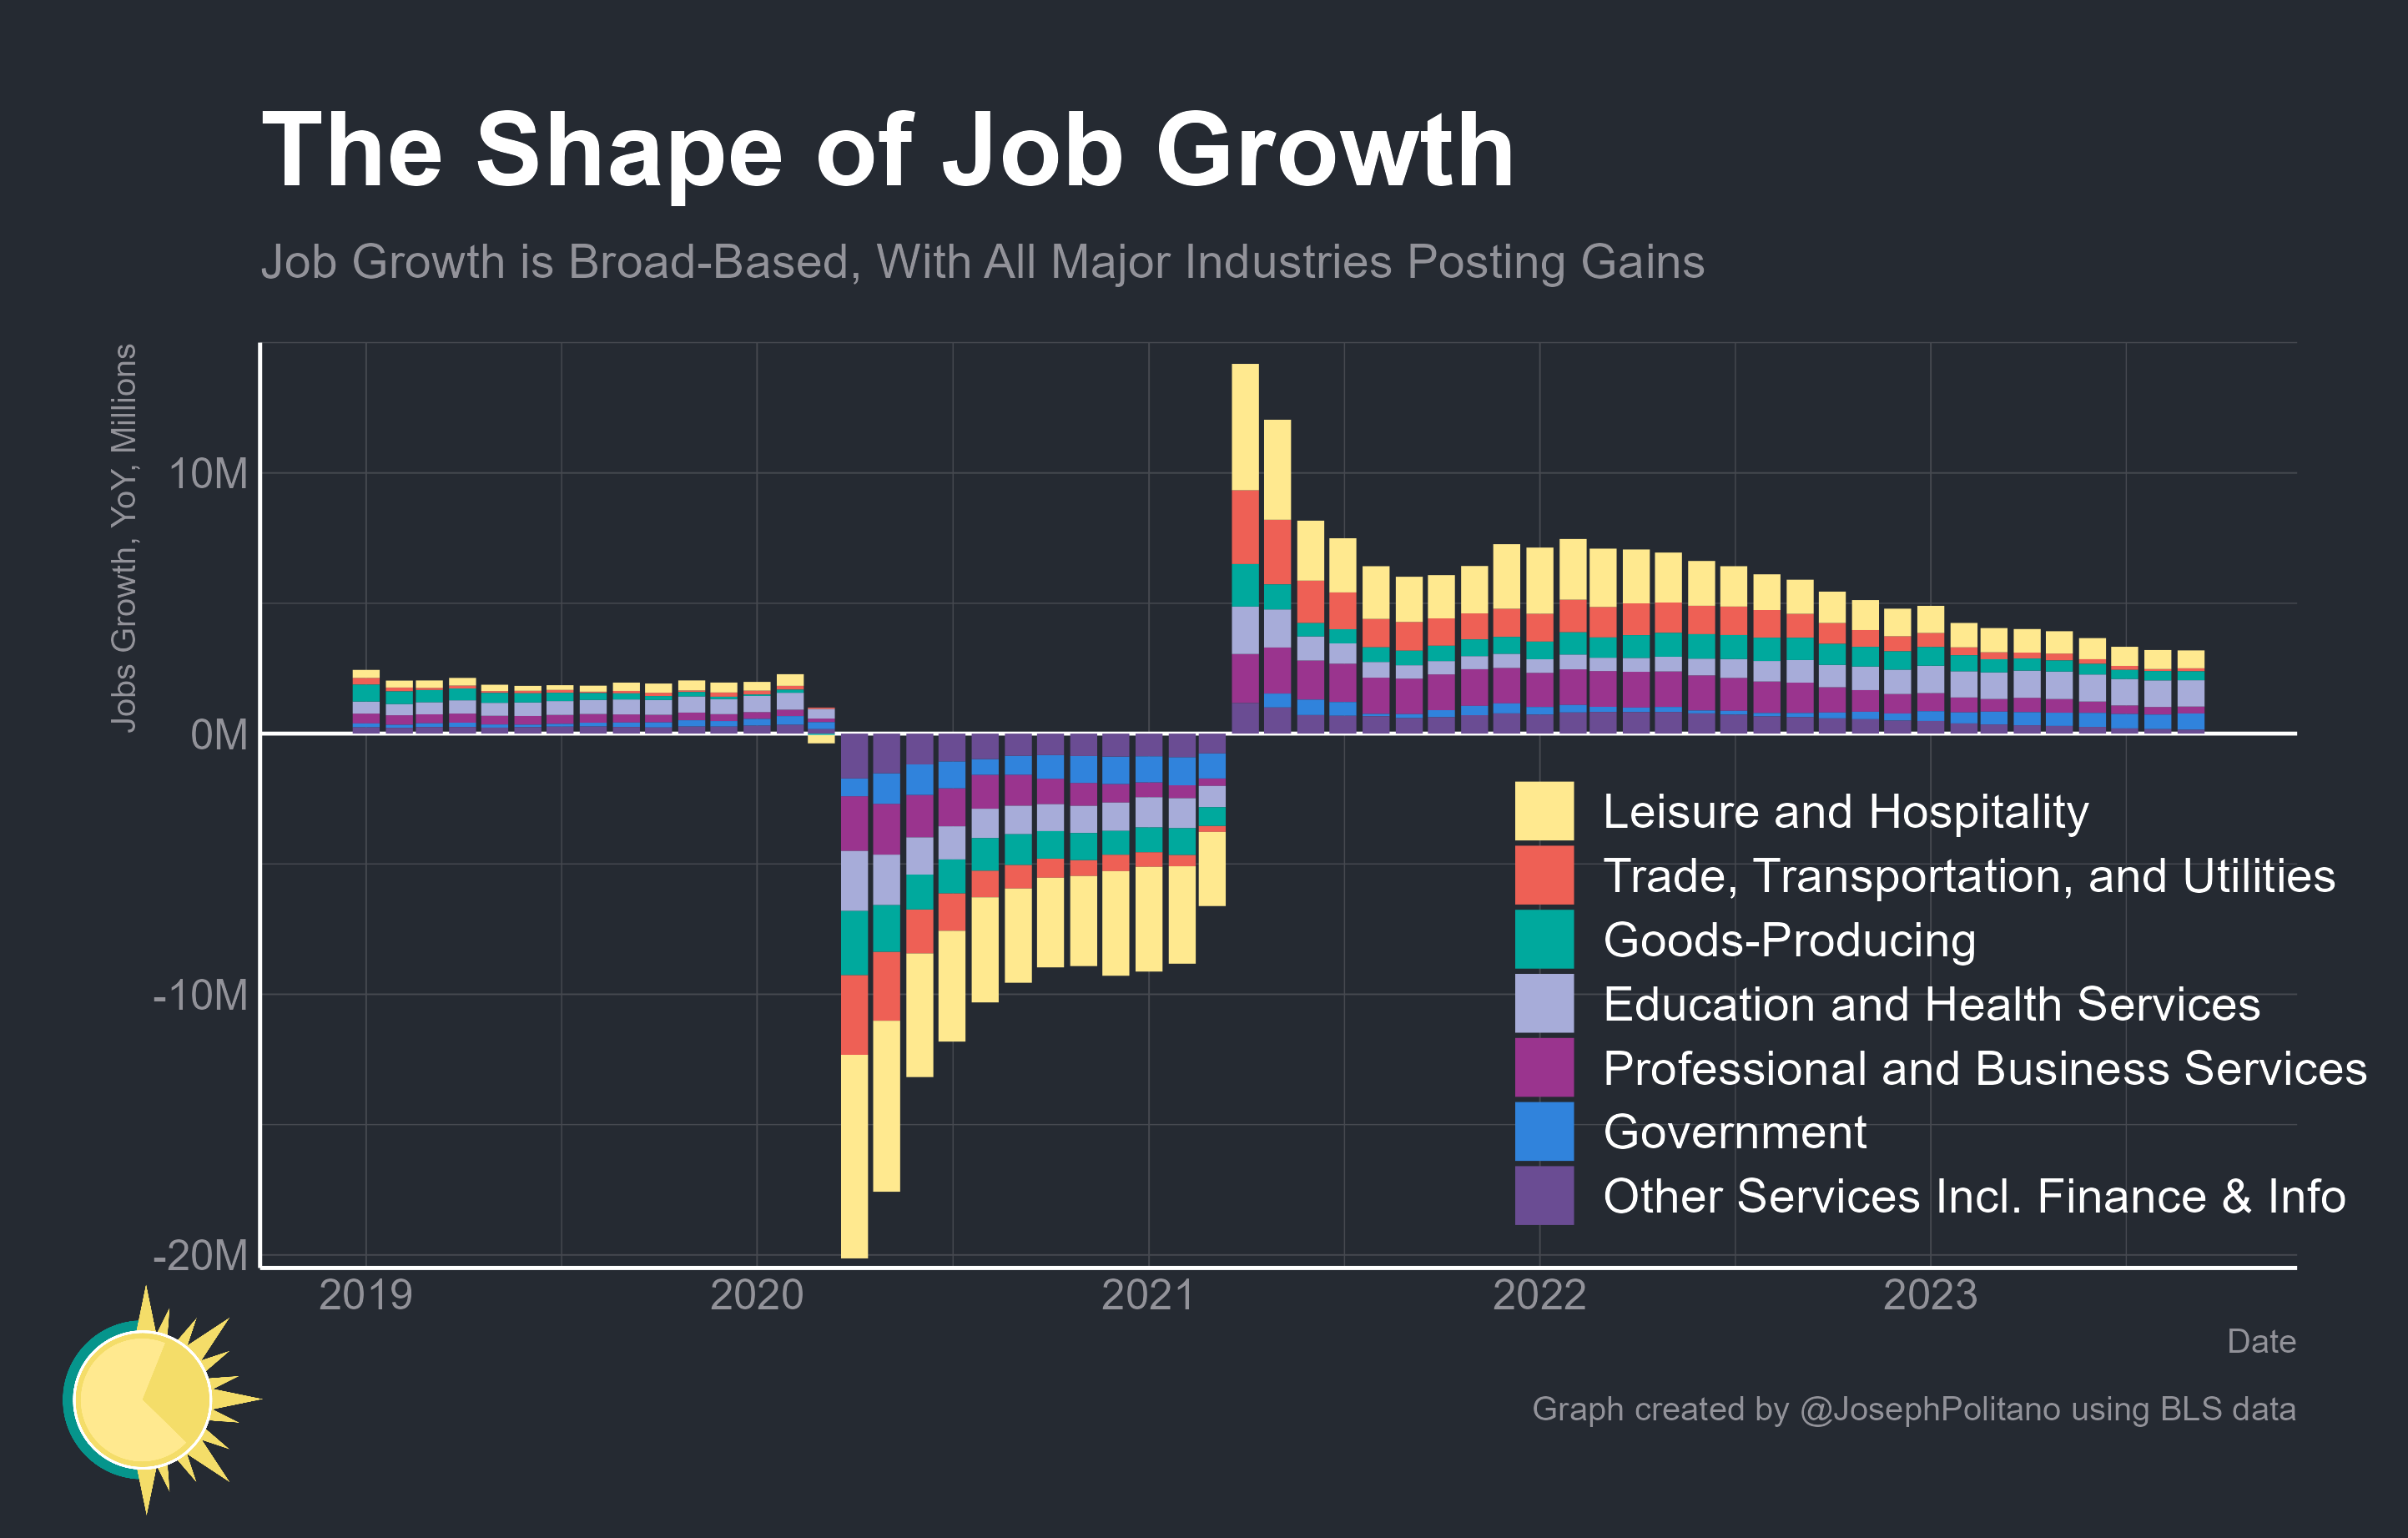 The Shape of Job Growth
Job Growth is Broad-Based, With All Major Industries Posting Gains
Jobs Growth, YoY, Millions
10M
0M
-10M
-20M
Leisure and Hospitality
Trade, Transportation, and Utilities
Goods-Producing
Education and Health Services
Professional and Business Services
Government
Other Services Incl. Finance & Info
2019
2020
2021
2022
2023
Date
Graph created by @JosephPolitano using BLS data